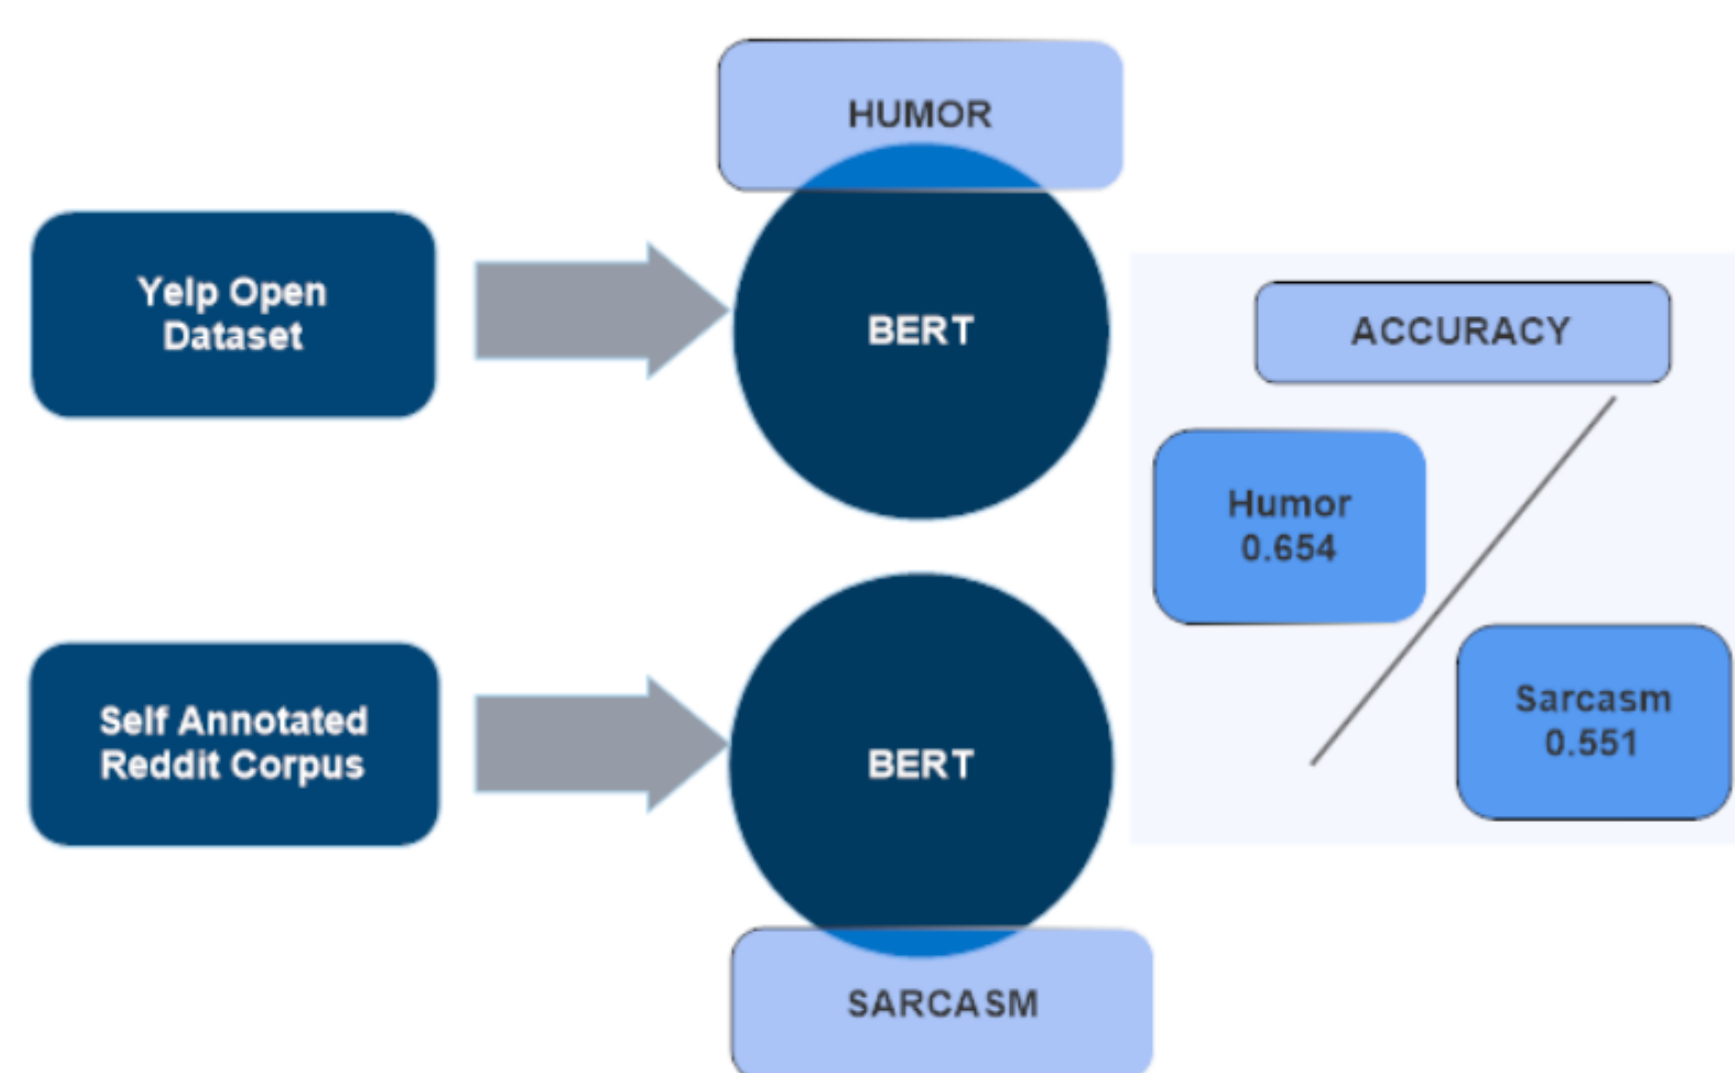 HUMOR
Yelp Open
Dataset
BERT
ACCURACY
Humor
0.654
Self Annotated
Reddit Corpus
BERT
Sarcasm
0.551
SARCASM